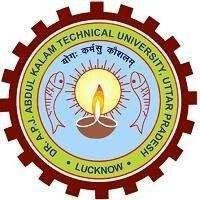 DR. A.P.J. ABDUL KALAM TECHNICAL UNIVERSITY, UTTAR PRADESH
योगः कर्मसु कौशलम्
LUCKNOW